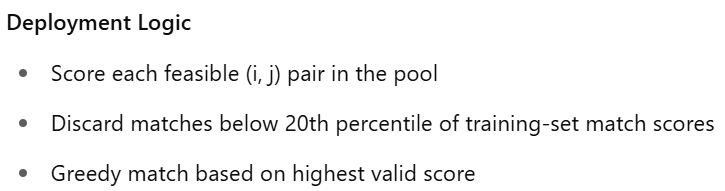 Deployment Logic
• Score each feasible (i, j) pair in the pool
• Discard matches below 20th percentile of training-set match scores
• Greedy match based on highest valid score